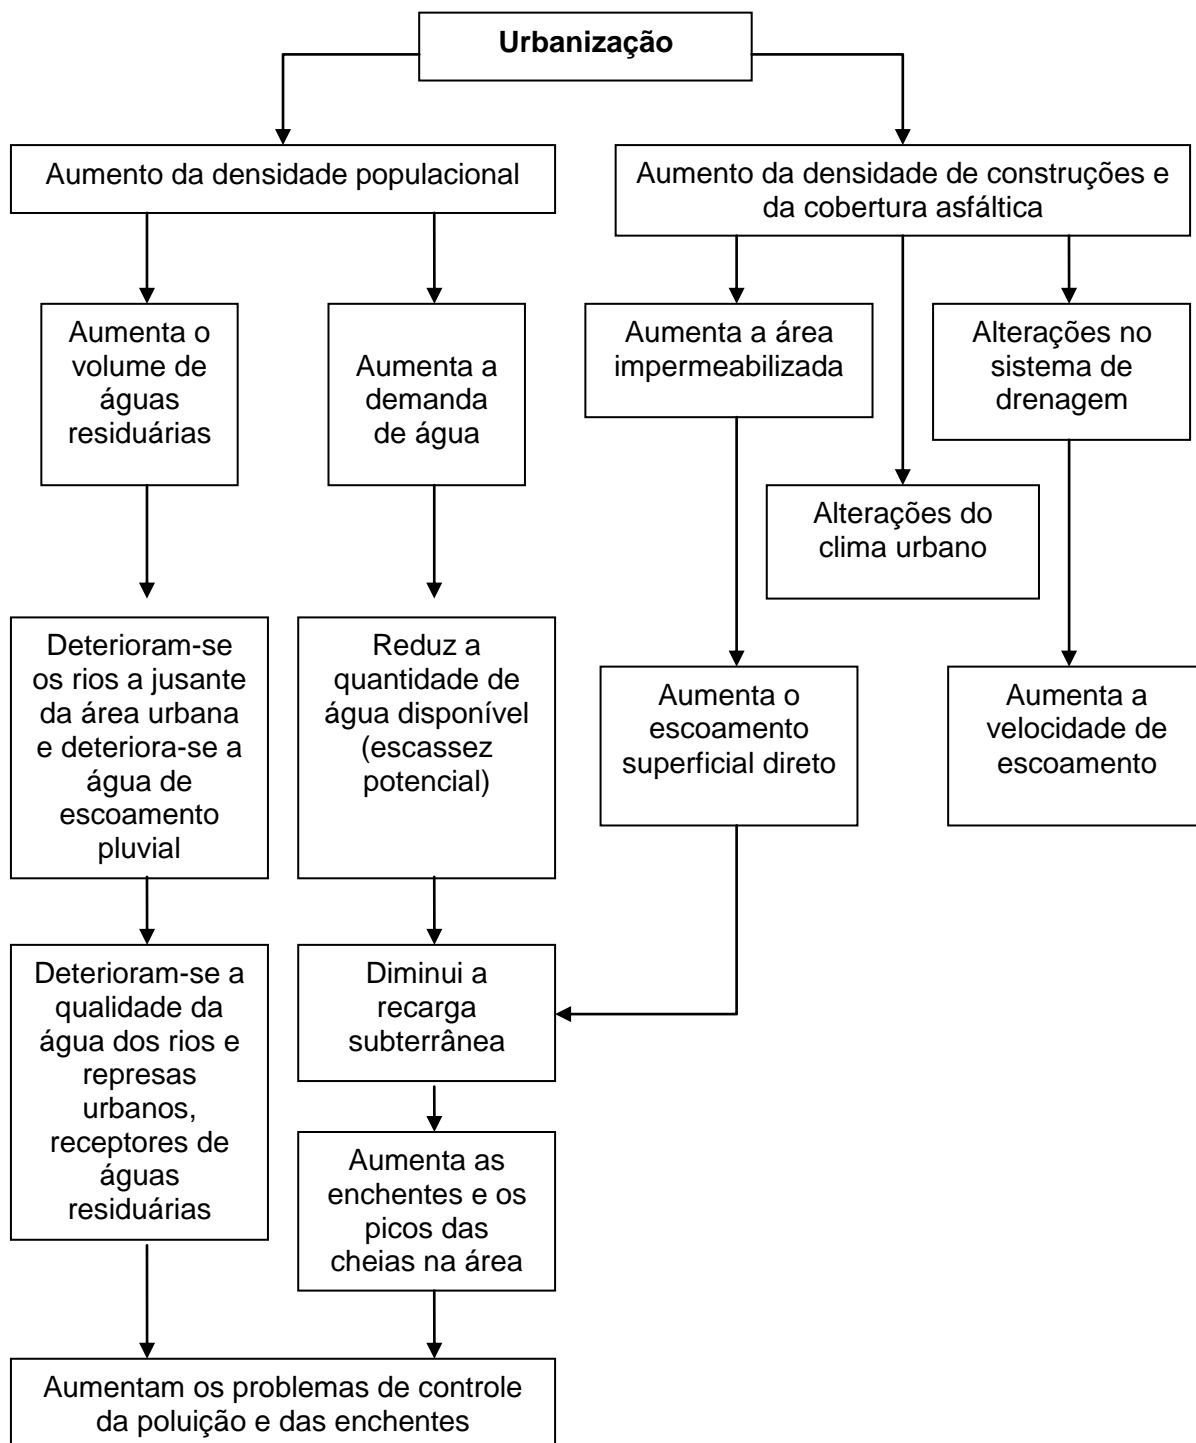 Urbanização
Aumento da densidade populacional
Aumento da densidade de construções e
da cobertura asfáltica
Aumenta o
volume de
águas
residuárias
Aumenta a
demanda
de água
Aumenta a área
impermeabilizada
Alterações no
sistema de
drenagem
Alterações do
clima urbano
Deterioram-se
os rios a jusante
da área urbana
e deteriora-se a
água de
escoamento
pluvial
Reduz a
quantidade de
água disponível
(escassez
potencial)
Aumenta o
escoamento
superficial direto
Aumenta a
velocidade de
escoamento
Deterioram-se a
qualidade da
água dos rios e
represas
urbanos,
receptores de
águas
residuárias
Diminui a
recarga
subterrânea
Aumenta as
enchentes e os
picos das
cheias na área
Aumentam os problemas de controle
da poluição e das enchentes